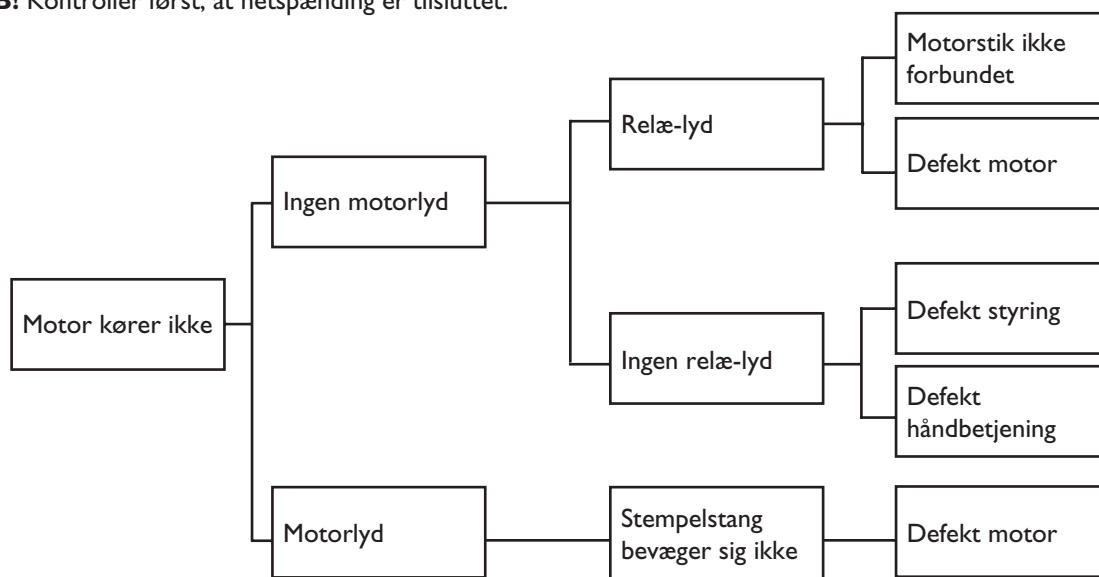 B! Kontroller først, at netspænding er tilsluttet.
Motor kører ikke
Ingen motorlyd
Relæ-lyd
Motorstik ikke
forbundet
Defekt motor
Ingen relæ-lyd
Defekt styring
Defekt
håndbetjening
Motorlyd
Stempelstang
bevæger sig ikke
Defekt motor